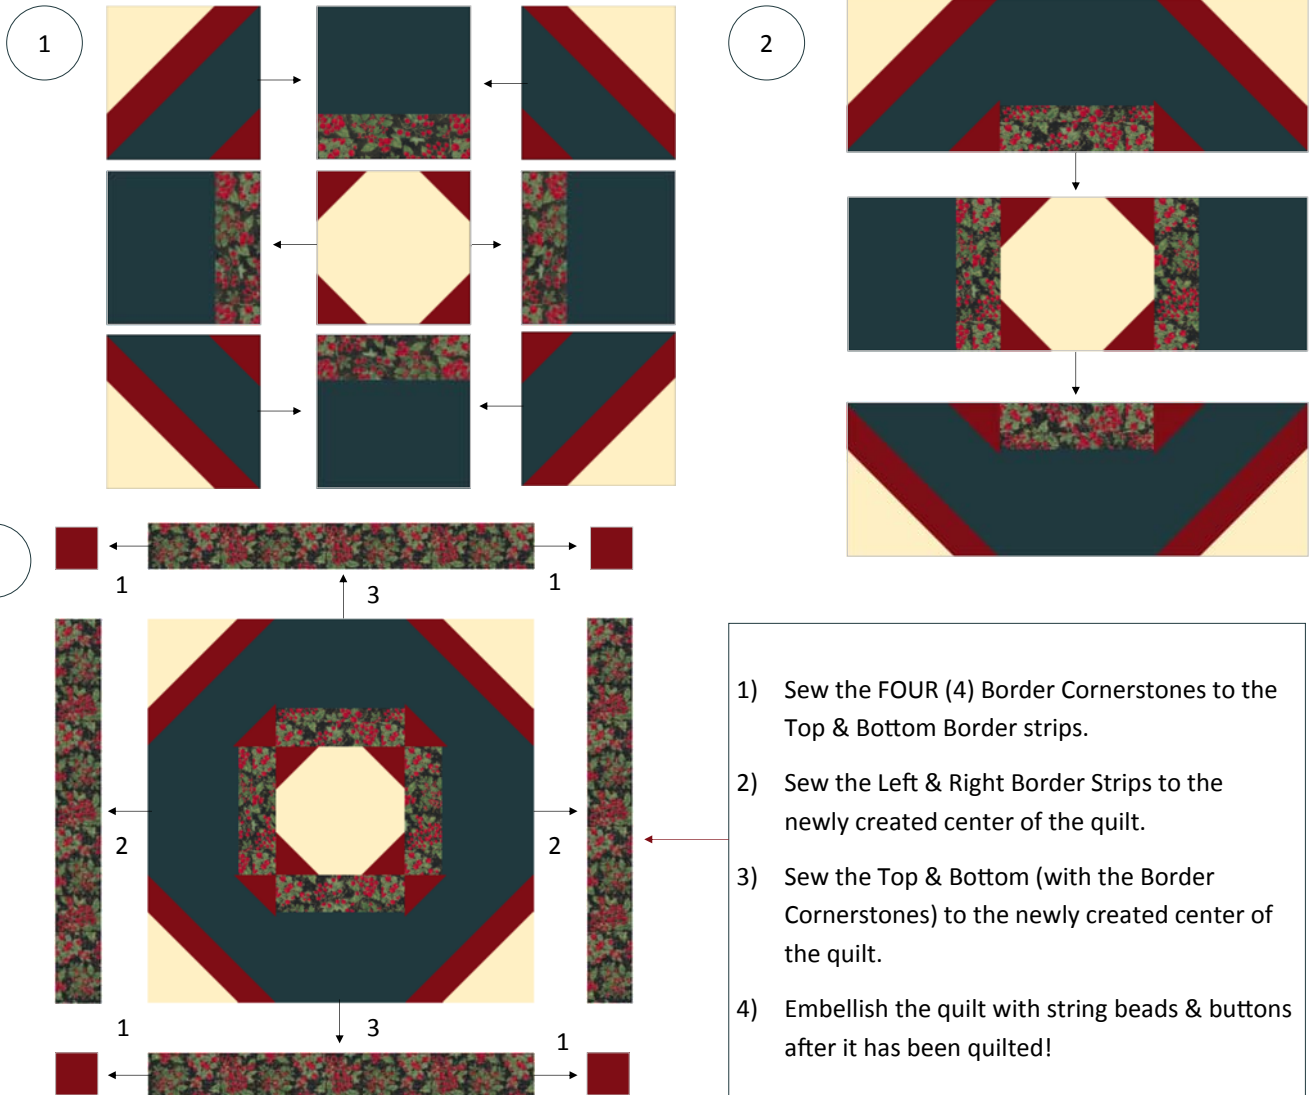 1
2
1
1
3
2
2
1
3
1
1) Sew the FOUR (4) Border Cornerstones to the
Top & Bottom Border strips.
2) Sew the Left & Right Border Strips to the
newly created center of the quilt.
3) Sew the Top & Bottom (with the Border
Cornerstones) to the newly created center of
the quilt.
4) Embellish the quilt with string beads & buttons
after it has been quilted!